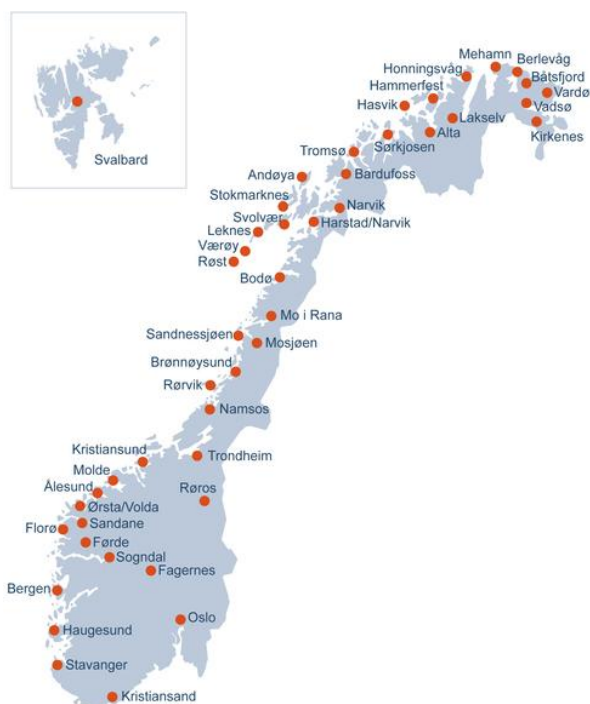 Mehamn
Berlevåg
Honningsvåg
Båtsfjord
Hammerfest
Vardø
Hasvik
Vadsø
Lakselv
Kirkenes
Alta
Sørkjosen
Tromsø
Svalbard
Bardufoss
Andøya
Stokmarknes
Narvik
Svolvær
Harstad/Narvik
Leknes
Værøy
Røst
Bodø
Mo i Rana
Sandnessjøen
Mosjøen
Brønnøysund
Rørvik
Namsos
Kristiansund
Trondheim
Molde
Ålesund
Røros
Ørsta/Volda
Sandane
Florø
Førde
Sogndal
Fagernes
Bergen
Oslo
Haugesund
Stavanger
Kristiansand